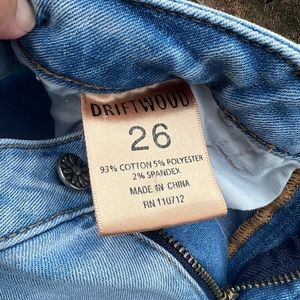 DRIFTWOOD
26
93% COTTON 5% POLYESTER
2% SPANDEX
MADE IN CHINA
RN 110712